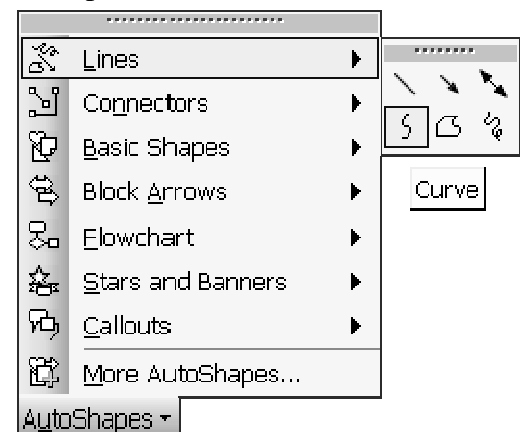 Lines
Connectors
Basic Shapes
Block Arrows
Curve
Flowchart
Stars and Banners
Callouts
More AutoShapes...
AutoShapes